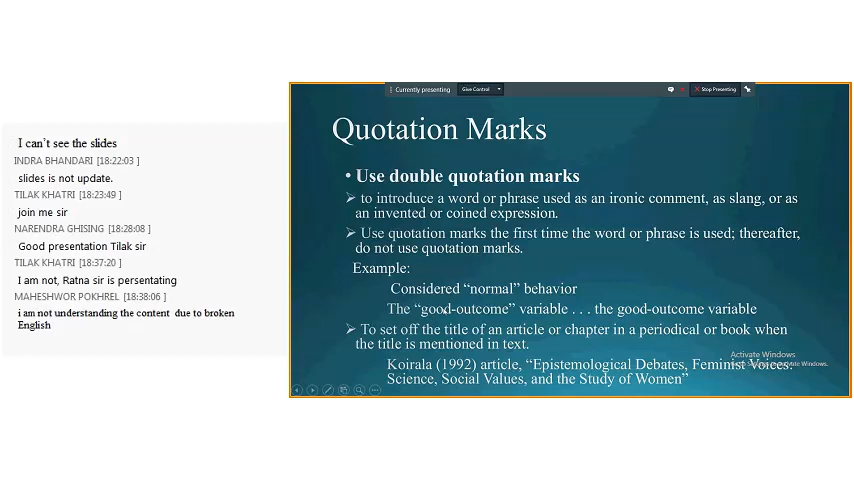 I can't see the slides
INDRA BHANDARI [18:22:03 ]
slides is not update.
TILAK KHATRI [18:23:49 ]
join me sir
NARENDRA GHISING [18:28:08 ]
Good presentation Tilak sir
TILAK KHATRI [18:37:20 ]
I am not, Ratna sir is persentating
MAHESHWOR POKHREL [18:38:06 ]
i am not understanding the content due to broken
English
Currently presenting
Give Control
Stop Presenting
Quotation Marks
• Use double quotation marks
➢ to introduce a word or phrase used as an ironic comment, as slang, or as
an invented or coined expression.
➢ Use quotation marks the first time the word or phrase is used; thereafter,
do not use quotation marks.
Example:
Considered “normal” behavior
The “good-outcome” variable . . . the good-outcome variable
➢ To set off the title of an article or chapter in a periodical or book when
the title is mentioned in text.
Koirala (1992) article, “Epistemological Debates, Feminist Voices:
Science, Social Values, and the Study of Women”
Activate Windows
Activate Windows.